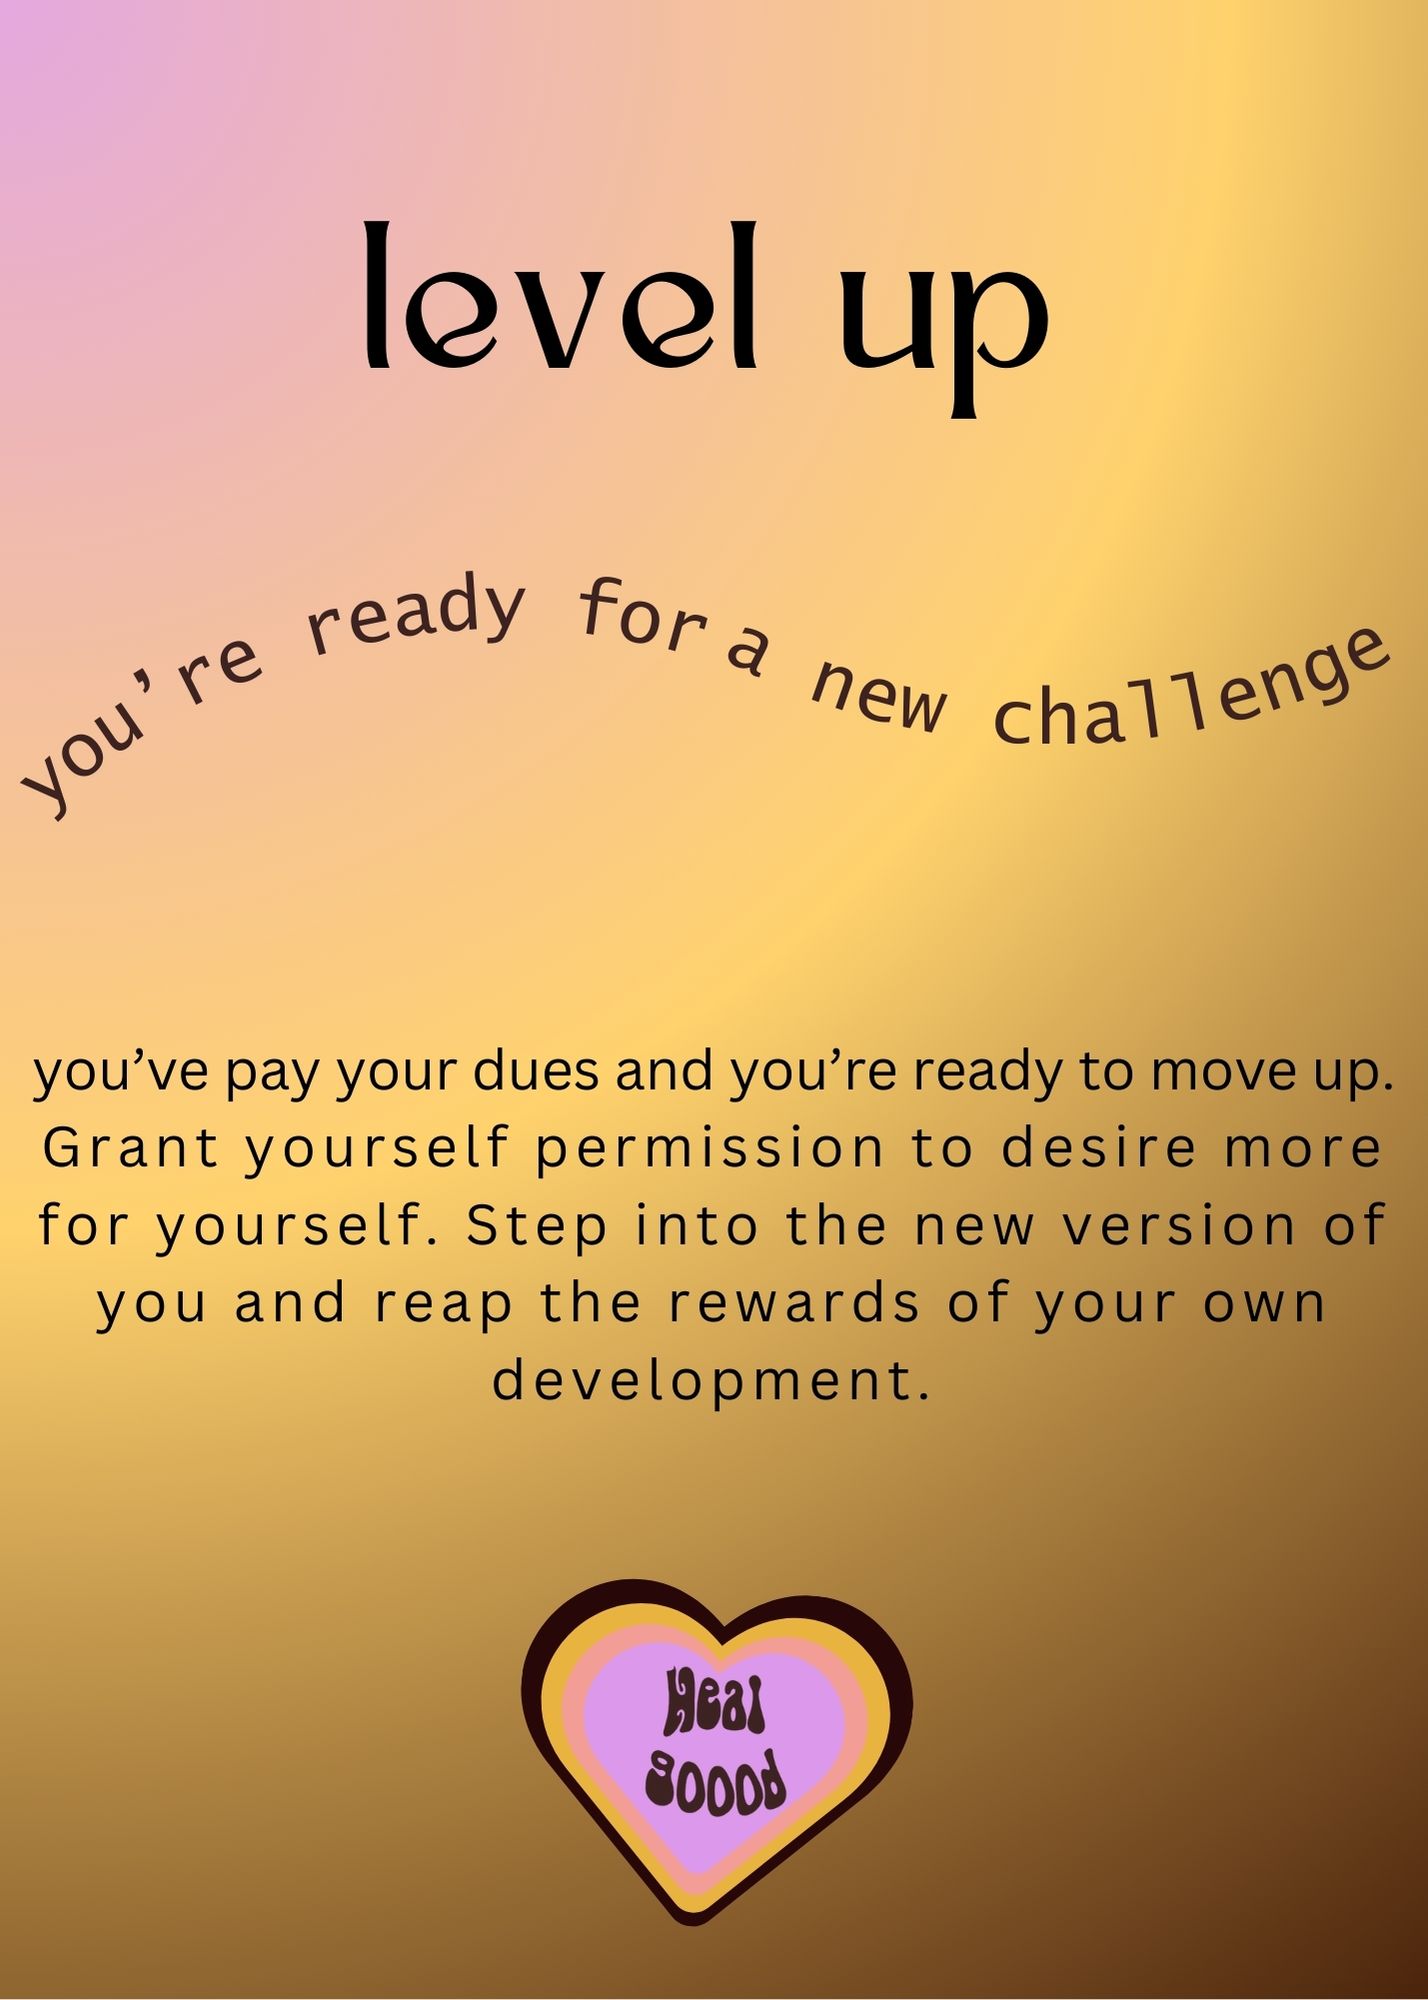 level up
you’re ready for a new challenge
you’ve pay your dues and you’re ready to move up.
Grant yourself permission to desire more
for yourself. Step into the new version of
you and reap the rewards of your own
development.
Heal
goood